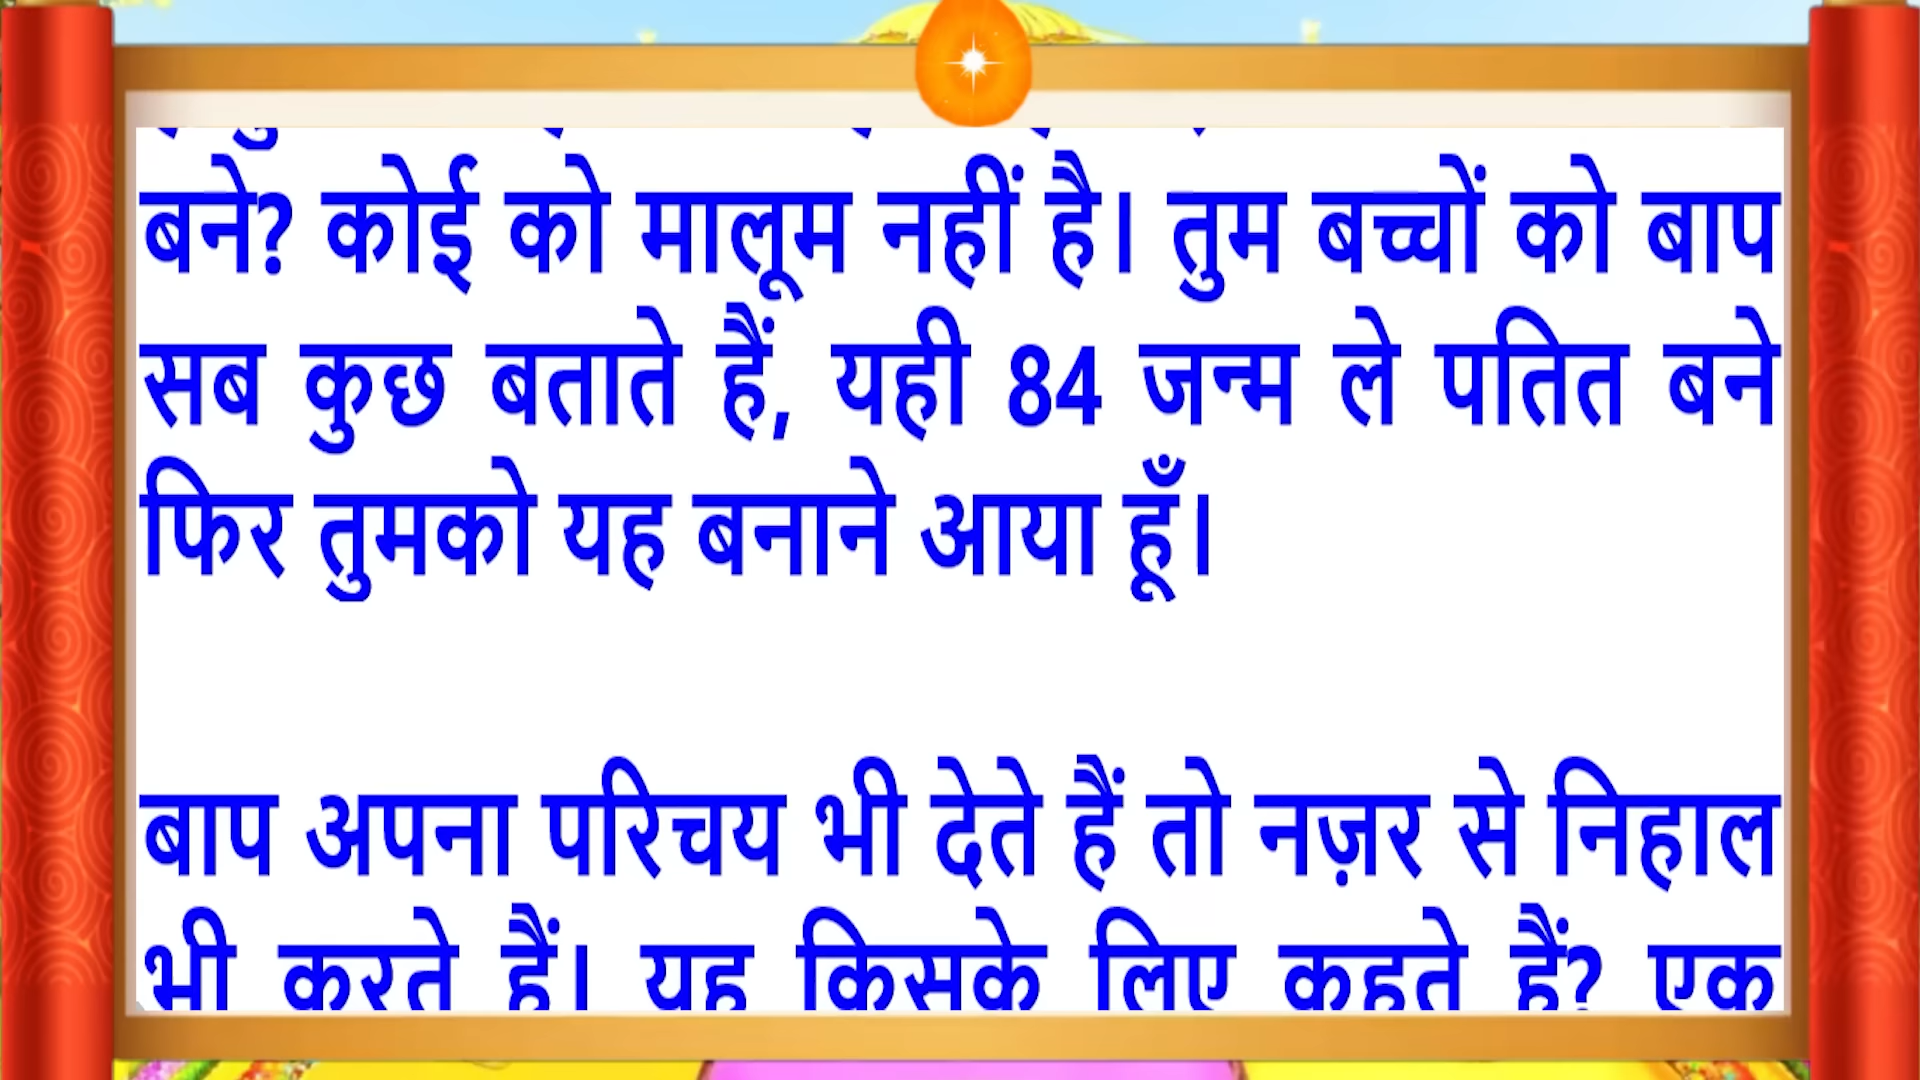 बने? कोई को मालूम नहीं है। तुम बच्चों को बाप
सब कुछ बताते हैं, यही 84 जन्म ले पतित बने
फिर तुमको यह बनाने आया हूँ।
बाप अपना परिचय भी देते हैं तो नज़र से निहाल
भी करते हैं। यह किसके लिए कहते हैं? एक